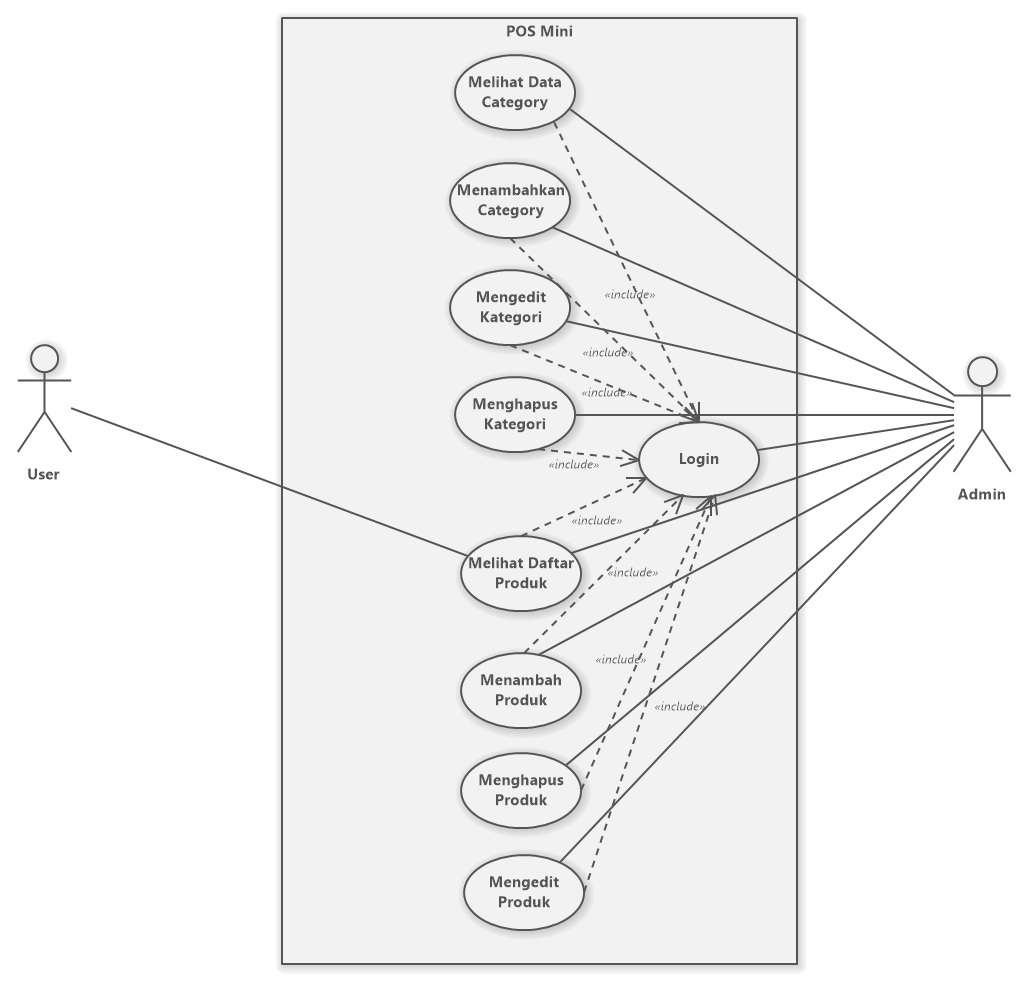 POS Mini
Melihat Data
Category
Menambahkan
Category
Mengedit
Kategori
«include»
«include»
«include»
Menghapus
Kategori
Login
«include»
User
Admin
«include»
Melihat Daftar
Produk
«include»
Menambah
Produk
«include»
«include»
Menghapus
Produk
Mengedit
Produk